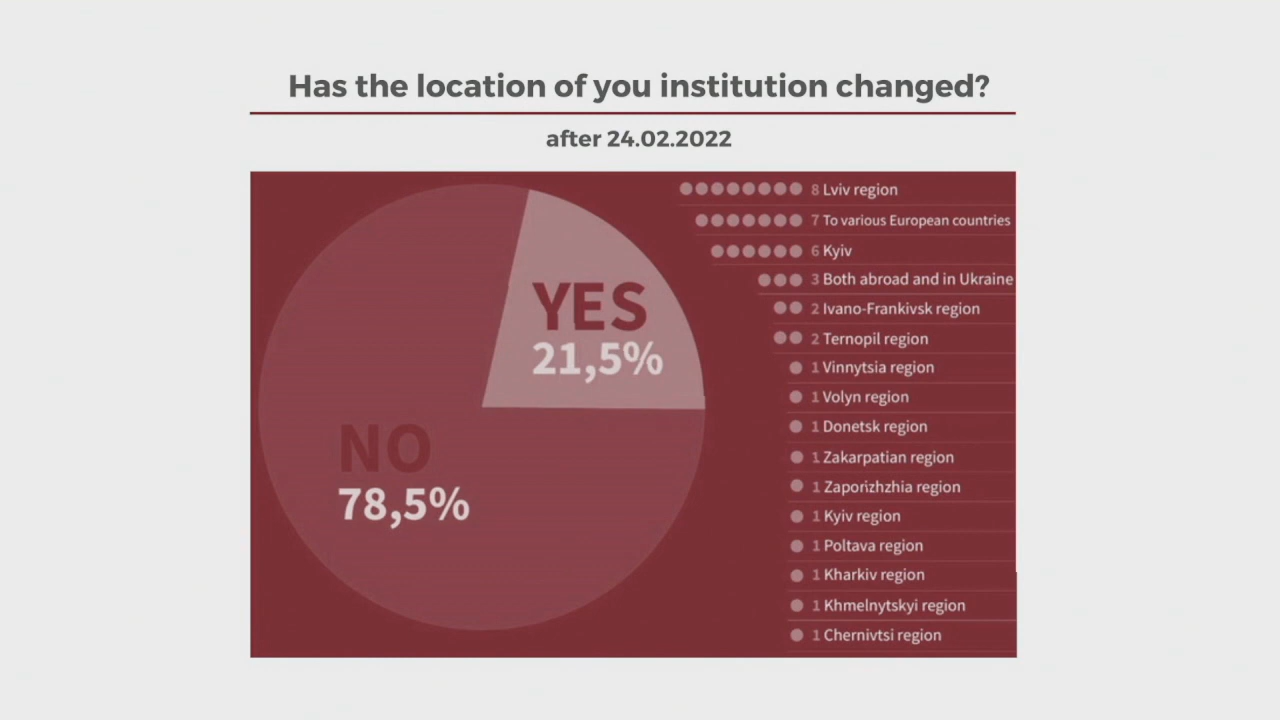 Has the location of you institution changed?
after 24.02.2022
YES
21,5%
NO
78,5%
8 Lviv region
7 To various European countries
6 Kyiv
3 Both abroad and in Ukraine
2 Ivano-Frankivsk region
2 Ternopil region
1 Vinnytsia region
1 Volyn region
1 Donetsk region
1 Zakarpatian region
1 Zaporizhzhia region
1 Kyiv region
1 Poltava region
1 Kharkiv region
1 Khmelnytskyi region
1 Chernivtsi region